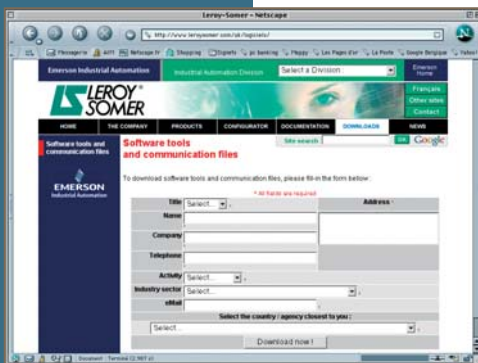 Leroy-Somer - Netscape
http://www.leroysomer.com/uk/logiciels/
Emerson Industrial Automation
Industrial Automation Division
Select a Division
Emerson Home
LEROY®
SOMER
Français
Other sites
Contact
HOME THE COMPANY PRODUCTS CONFIGURATOR DOCUMENTATION DOWNLOADS NEWS
Software tools and
communication files
Site search
Google
Software tools
and communication files
EMERSON
Industrial Automation
To download software tools and communication files, please fill-in the form bellow :
* All fields are required
Title Select... Address
Name
Company
Telephone
Activity Select...
Industry sector Select...
eMail
Select the country / agency closest to you :
Select...
Download now !